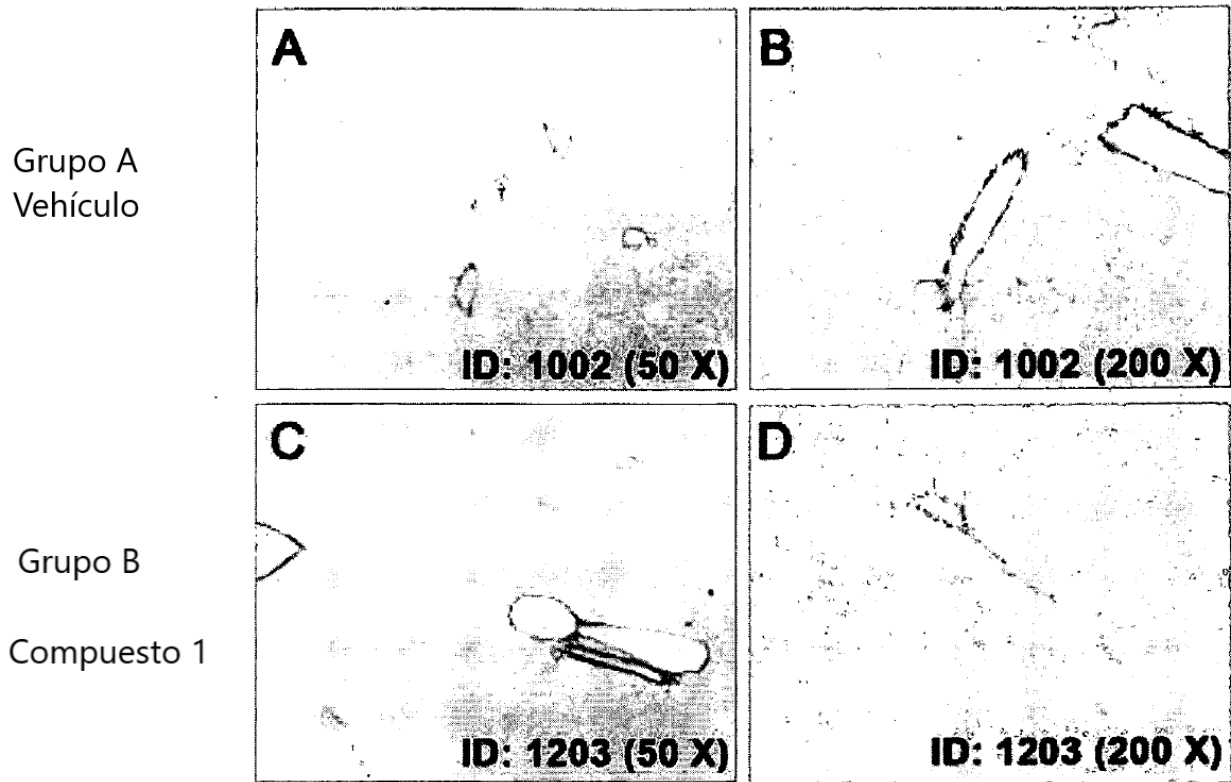 Grupo A
Vehículo
A
ID: 1002 (50 X)
B
ID: 1002 (200 X)
Grupo B
Compuesto 1
C
ID: 1203 (50 X)
D
ID: 1203 (200 X)